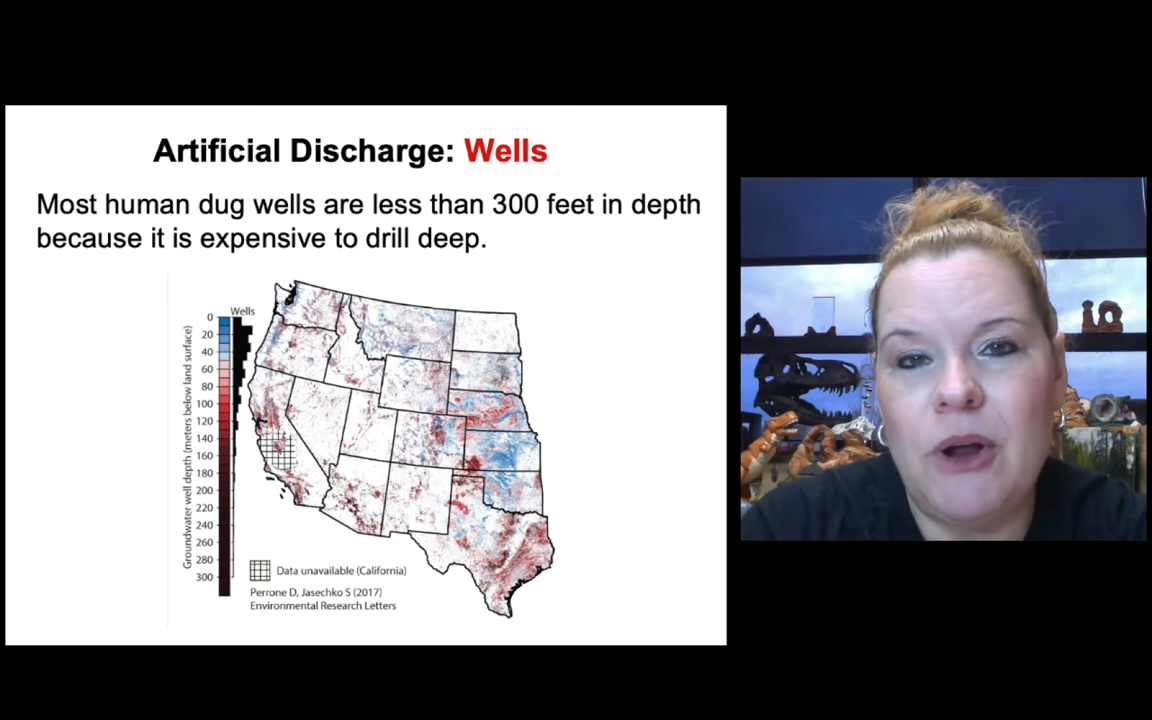 Artificial Discharge: Wells
Most human dug wells are less than 300 feet in depth
because it is expensive to drill deep.
Wells
Groundwater well depth (meters below land surface)
0
20
40
60
80
100
120
140
160
180
200
220
240
260
280
300
Data unavailable (California)
Perrone D, Jasechko S (2017)
Environmental Research Letters